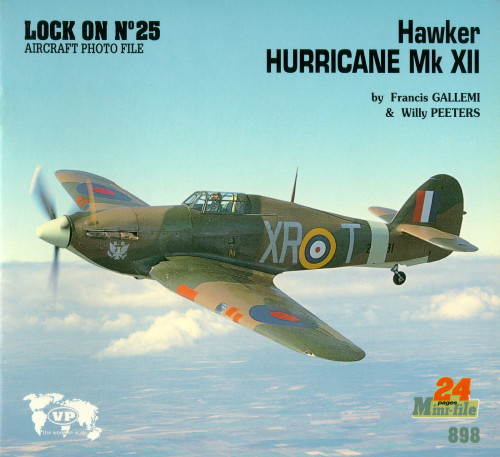 LOCK ON Nº25
AIRCRAFT PHOTO FILE
Hawker
HURRICANE Mk XII
by Francis GALLEMI
& Willy PEETERS
XR T
VP
24
pages
Mini-file
898